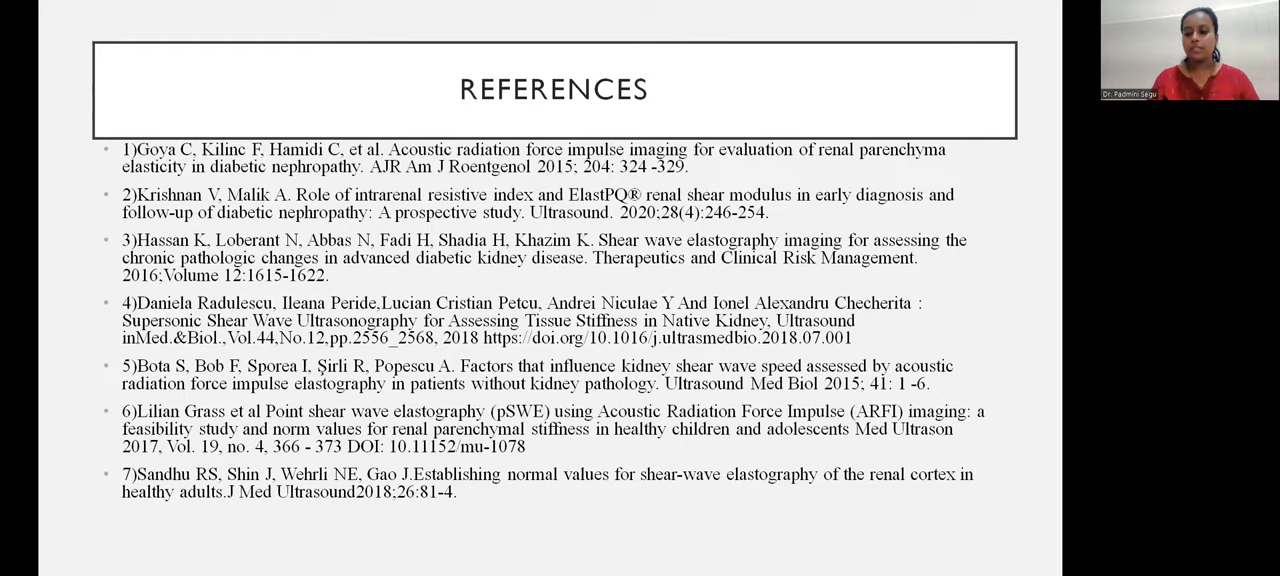 REFERENCES
1)Goya C, Kilinc F, Hamidi C, et al. Acoustic radiation force impulse imaging for evaluation of renal parenchyma
elasticity in diabetic nephropathy. AJR Am J Roentgenol 2015; 204: 324 -329.
2)Krishnan V, Malik A. Role of intrarenal resistive index and ElastPQ® renal shear modulus in early diagnosis and
follow-up of diabetic nephropathy: A prospective study. Ultrasound. 2020;28(4):246-254.
3)Hassan K, Loberant N, Abbas N, Fadi H, Shadia H, Khazim K. Shear wave elastography imaging for assessing the
chronic pathologic changes in advanced diabetic kidney disease. Therapeutics and Clinical Risk Management.
2016;Volume 12:1615-1622.
4)Daniela Radulescu, Ileana Peride,Lucian Cristian Petcu, Andrei Niculae Y And Ionel Alexandru Checherita :
Supersonic Shear Wave Ultrasonography for Assessing Tissue Stiffness in Native Kidney, Ultrasound
inMed.&Biol.,Vol.44,No.12,pp.2556_2568, 2018 https://doi.org/10.1016/j.ultrasmedbio.2018.07.001
5)Bota S, Bob F, Sporea I, Şirli R, Popescu A. Factors that influence kidney shear wave speed assessed by acoustic
radiation force impulse elastography in patients without kidney pathology. Ultrasound Med Biol 2015; 41: 1 -6.
6)Lilian Grass et al Point shear wave elastography (pSWE) using Acoustic Radiation Force Impulse (ARFI) imaging: a
feasibility study and norm values for renal parenchymal stiffness in healthy children and adolescents Med Ultrason
2017, Vol. 19, no. 4, 366 - 373 DOI: 10.11152/mu-1078
7)Sandhu RS, Shin J, Wehrli NE, Gao J.Establishing normal values for shear-wave elastography of the renal cortex in
healthy adults.J Med Ultrasound2018;26:81-4.
Dr. Padmini Segu